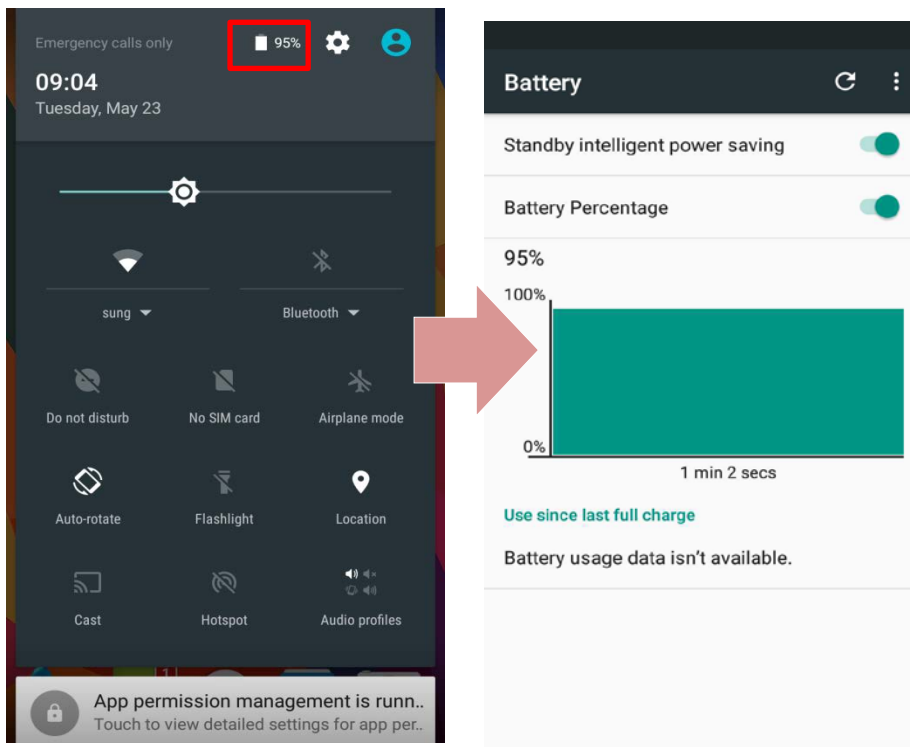 Emergency calls only
95%
09:04
Tuesday, May 23
sung
Bluetooth
Do not disturb
No SIM card
Airplane mode
Auto-rotate
Flashlight
Location
Cast
Hotspot
Audio profiles
1
App permission management is runn..
Touch to view detailed settings for app per..
Battery
Standby intelligent power saving
Battery Percentage
95%
100%
0%
1 min 2 secs
Use since last full charge
Battery usage data isn't available.